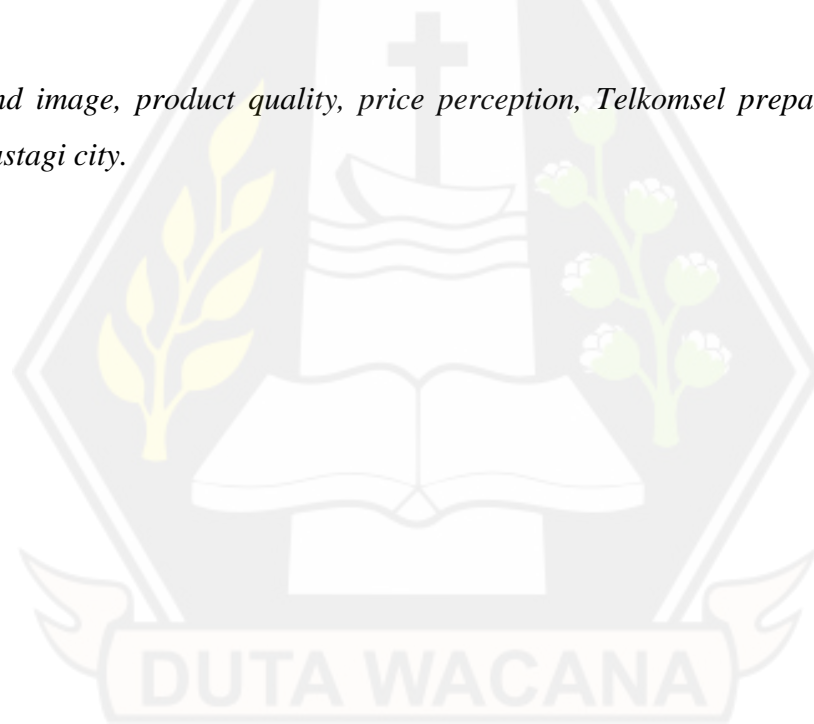 nd image, product quality, price perception, Telkomsel prepa
astagi city.
DUTA WACANA